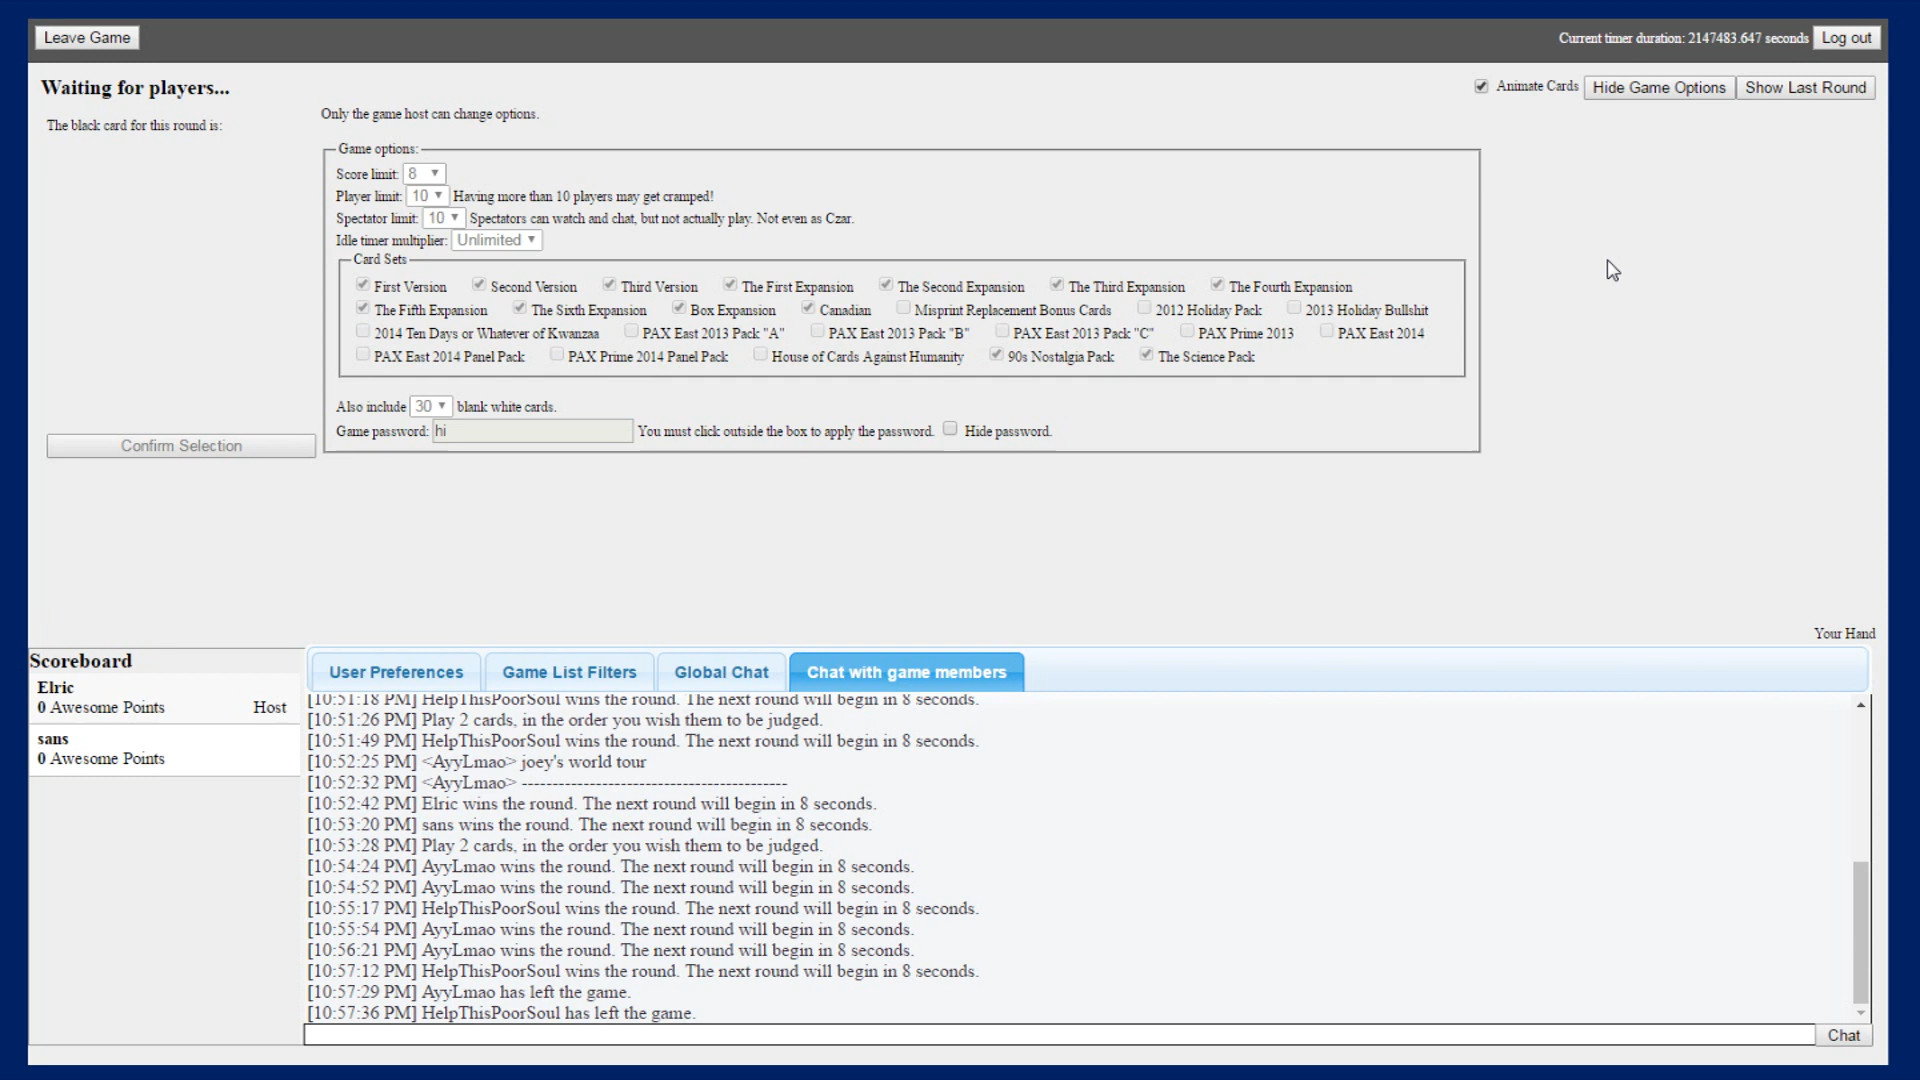 Leave Game
Current timer duration: 2147483.647 seconds Log out
Waiting for players...
Animate Cards Hide Game Options Show Last Round
The black card for this round is:
Only the game host can change options.
Game options:
Score limit: 8
Player limit: 10 Having more than 10 players may get cramped!
Spectator limit: 10 Spectators can watch and chat, but not actually play. Not even as Czar.
Idle timer multiplier: Unlimited
Card Sets
First Version Second Version Third Version The First Expansion The Second Expansion The Third Expansion The Fourth Expansion
The Fifth Expansion The Sixth Expansion Box Expansion Canadian Misprint Replacement Bonus Cards 2012 Holiday Pack 2013 Holiday Bullshit
2014 Ten Days or Whatever of Kwanzaa PAX East 2013 Pack "A" PAX East 2013 Pack "B" PAX East 2013 Pack "C" PAX Prime 2013 PAX East 2014
PAX East 2014 Panel Pack PAX Prime 2014 Panel Pack House of Cards Against Humanity 90s Nostalgia Pack The Science Pack
Also include 30 blank white cards.
Game password: hi You must click outside the box to apply the password. Hide password.
Confirm Selection
Your Hand
Scoreboard
Elric
0 Awesome Points Host
sans
0 Awesome Points
User Preferences Game List Filters Global Chat Chat with game members
[10:51:18 PM] HelpThisPoorSoul wins the round. The next round will begin in 8 seconds.
[10:51:26 PM] Play 2 cards, in the order you wish them to be judged.
[10:51:49 PM] HelpThisPoorSoul wins the round. The next round will begin in 8 seconds.
[10:52:25 PM] <AyyLmao> joey's world tour
[10:52:32 PM] <AyyLmao> -------------------------------------------
[10:52:42 PM] Elric wins the round. The next round will begin in 8 seconds.
[10:53:20 PM] sans wins the round. The next round will begin in 8 seconds.
[10:53:28 PM] Play 2 cards, in the order you wish them to be judged.
[10:54:24 PM] AyyLmao wins the round. The next round will begin in 8 seconds.
[10:54:52 PM] AyyLmao wins the round. The next round will begin in 8 seconds.
[10:55:17 PM] HelpThisPoorSoul wins the round. The next round will begin in 8 seconds.
[10:55:54 PM] AyyLmao wins the round. The next round will begin in 8 seconds.
[10:56:21 PM] AyyLmao wins the round. The next round will begin in 8 seconds.
[10:57:12 PM] HelpThisPoorSoul wins the round. The next round will begin in 8 seconds.
[10:57:29 PM] AyyLmao has left the game.
[10:57:36 PM] HelpThisPoorSoul has left the game.
Chat